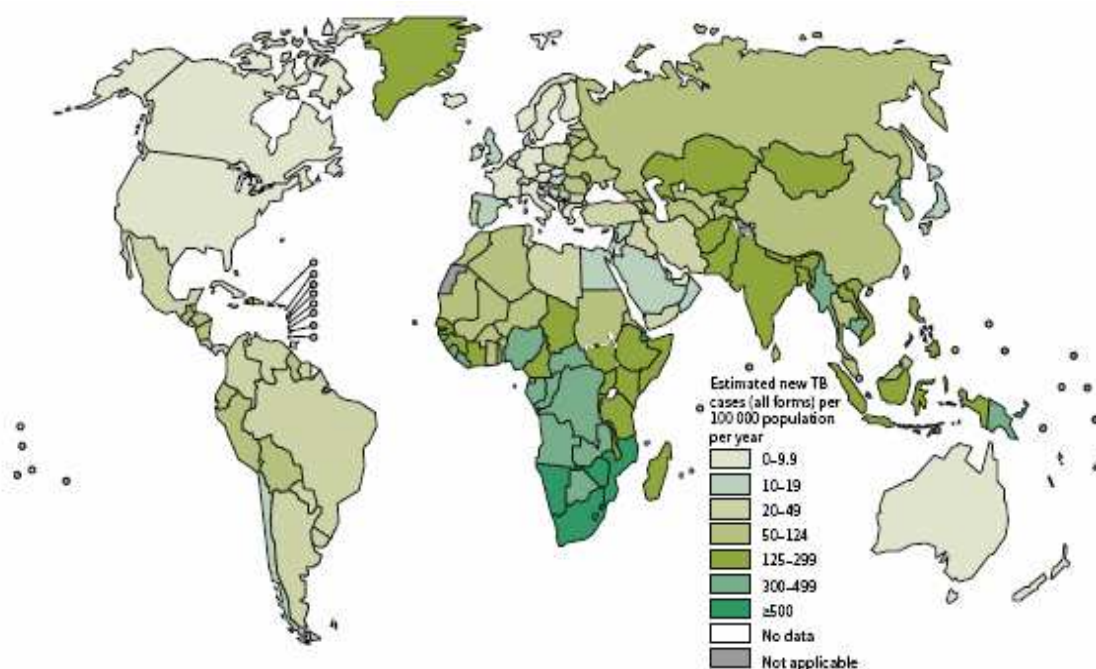 Estimated new TB
cases (all forms) per
100 000 population
per year
0–9.9
10–19
20–49
50–124
125–299
300–499
≥500
No data
Not applicable